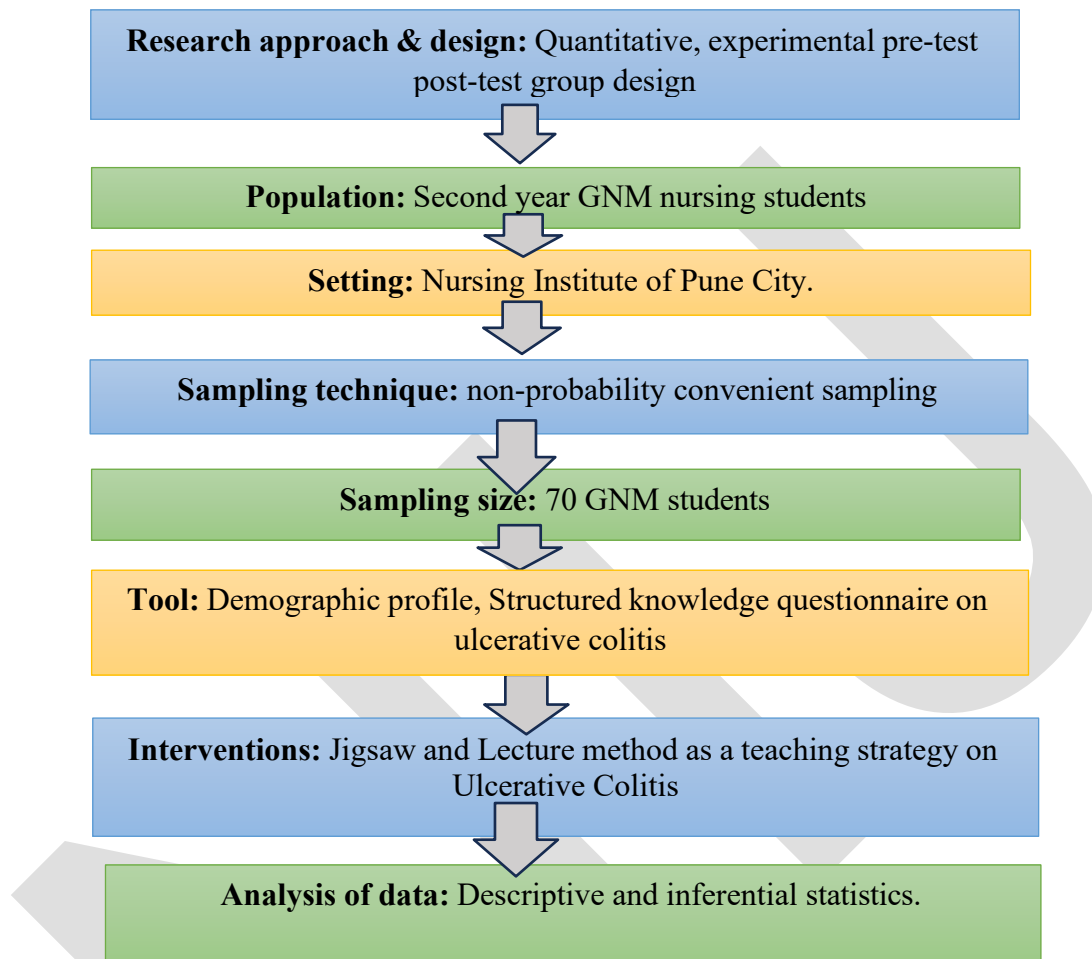 Research approach & design: Quantitative, experimental pre-test
post-test group design
Population: Second year GNM nursing students
Setting: Nursing Institute of Pune City.
Sampling technique: non-probability convenient sampling
Sampling size: 70 GNM students
Tool: Demographic profile, Structured knowledge questionnaire on
ulcerative colitis
Interventions: Jigsaw and Lecture method as a teaching strategy on
Ulcerative Colitis
Analysis of data: Descriptive and inferential statistics.